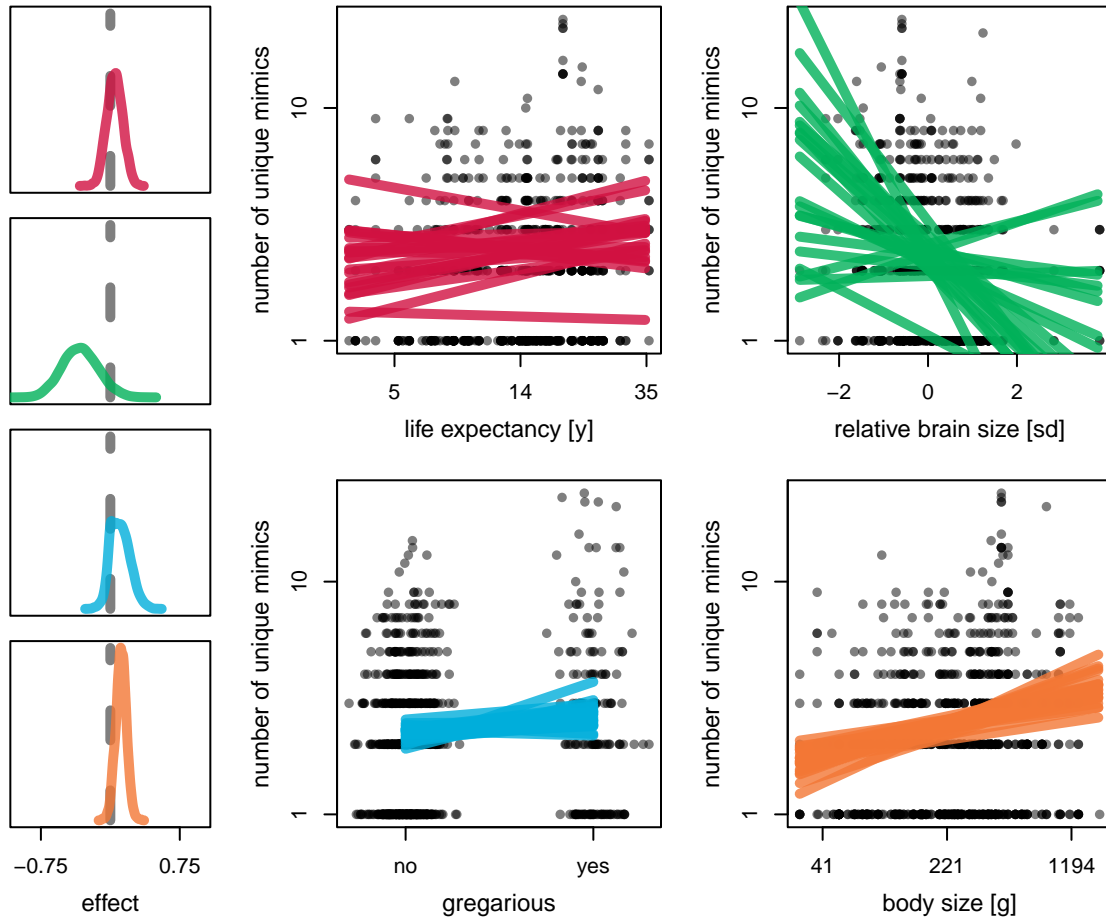 −0.75
0.75
effect
number of unique mimics
10
1
5
14
35
life expectancy [y]
number of unique mimics
10
1
−2
0
2
relative brain size [sd]
number of unique mimics
10
1
no
yes
gregarious
number of unique mimics
10
1
41
221
1194
body size [g]